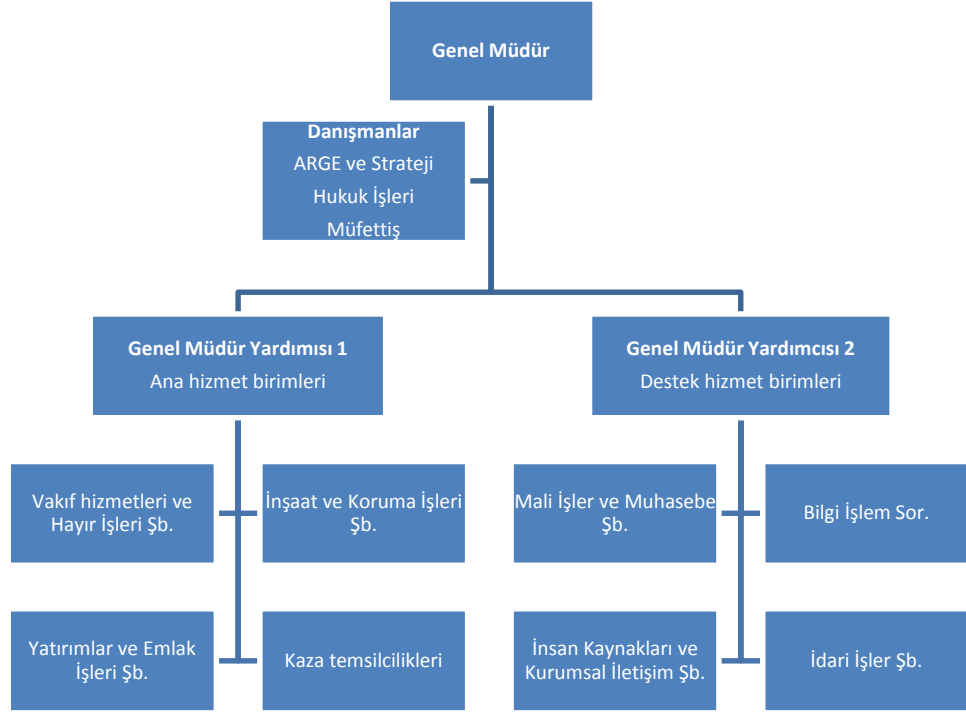 Genel Müdür
Danışmanlar
ARGE ve Strateji
Hukuk İşleri
Müfettiş
Genel Müdür Yardımısı 1
Ana hizmet birimleri
Genel Müdür Yardımcısı 2
Destek hizmet birimleri
Vakıf hizmetleri ve
Hayır İşleri Şb.
İnşaat ve Koruma İşleri
Şb.
Mali İşler ve Muhasebe
Şb.
Bilgi İşlem Sor.
Yatırımlar ve Emlak
İşleri Şb.
Kaza temsilcilikleri
İnsan Kaynakları ve
Kurumsal İletişim Şb.
İdari İşler Şb.